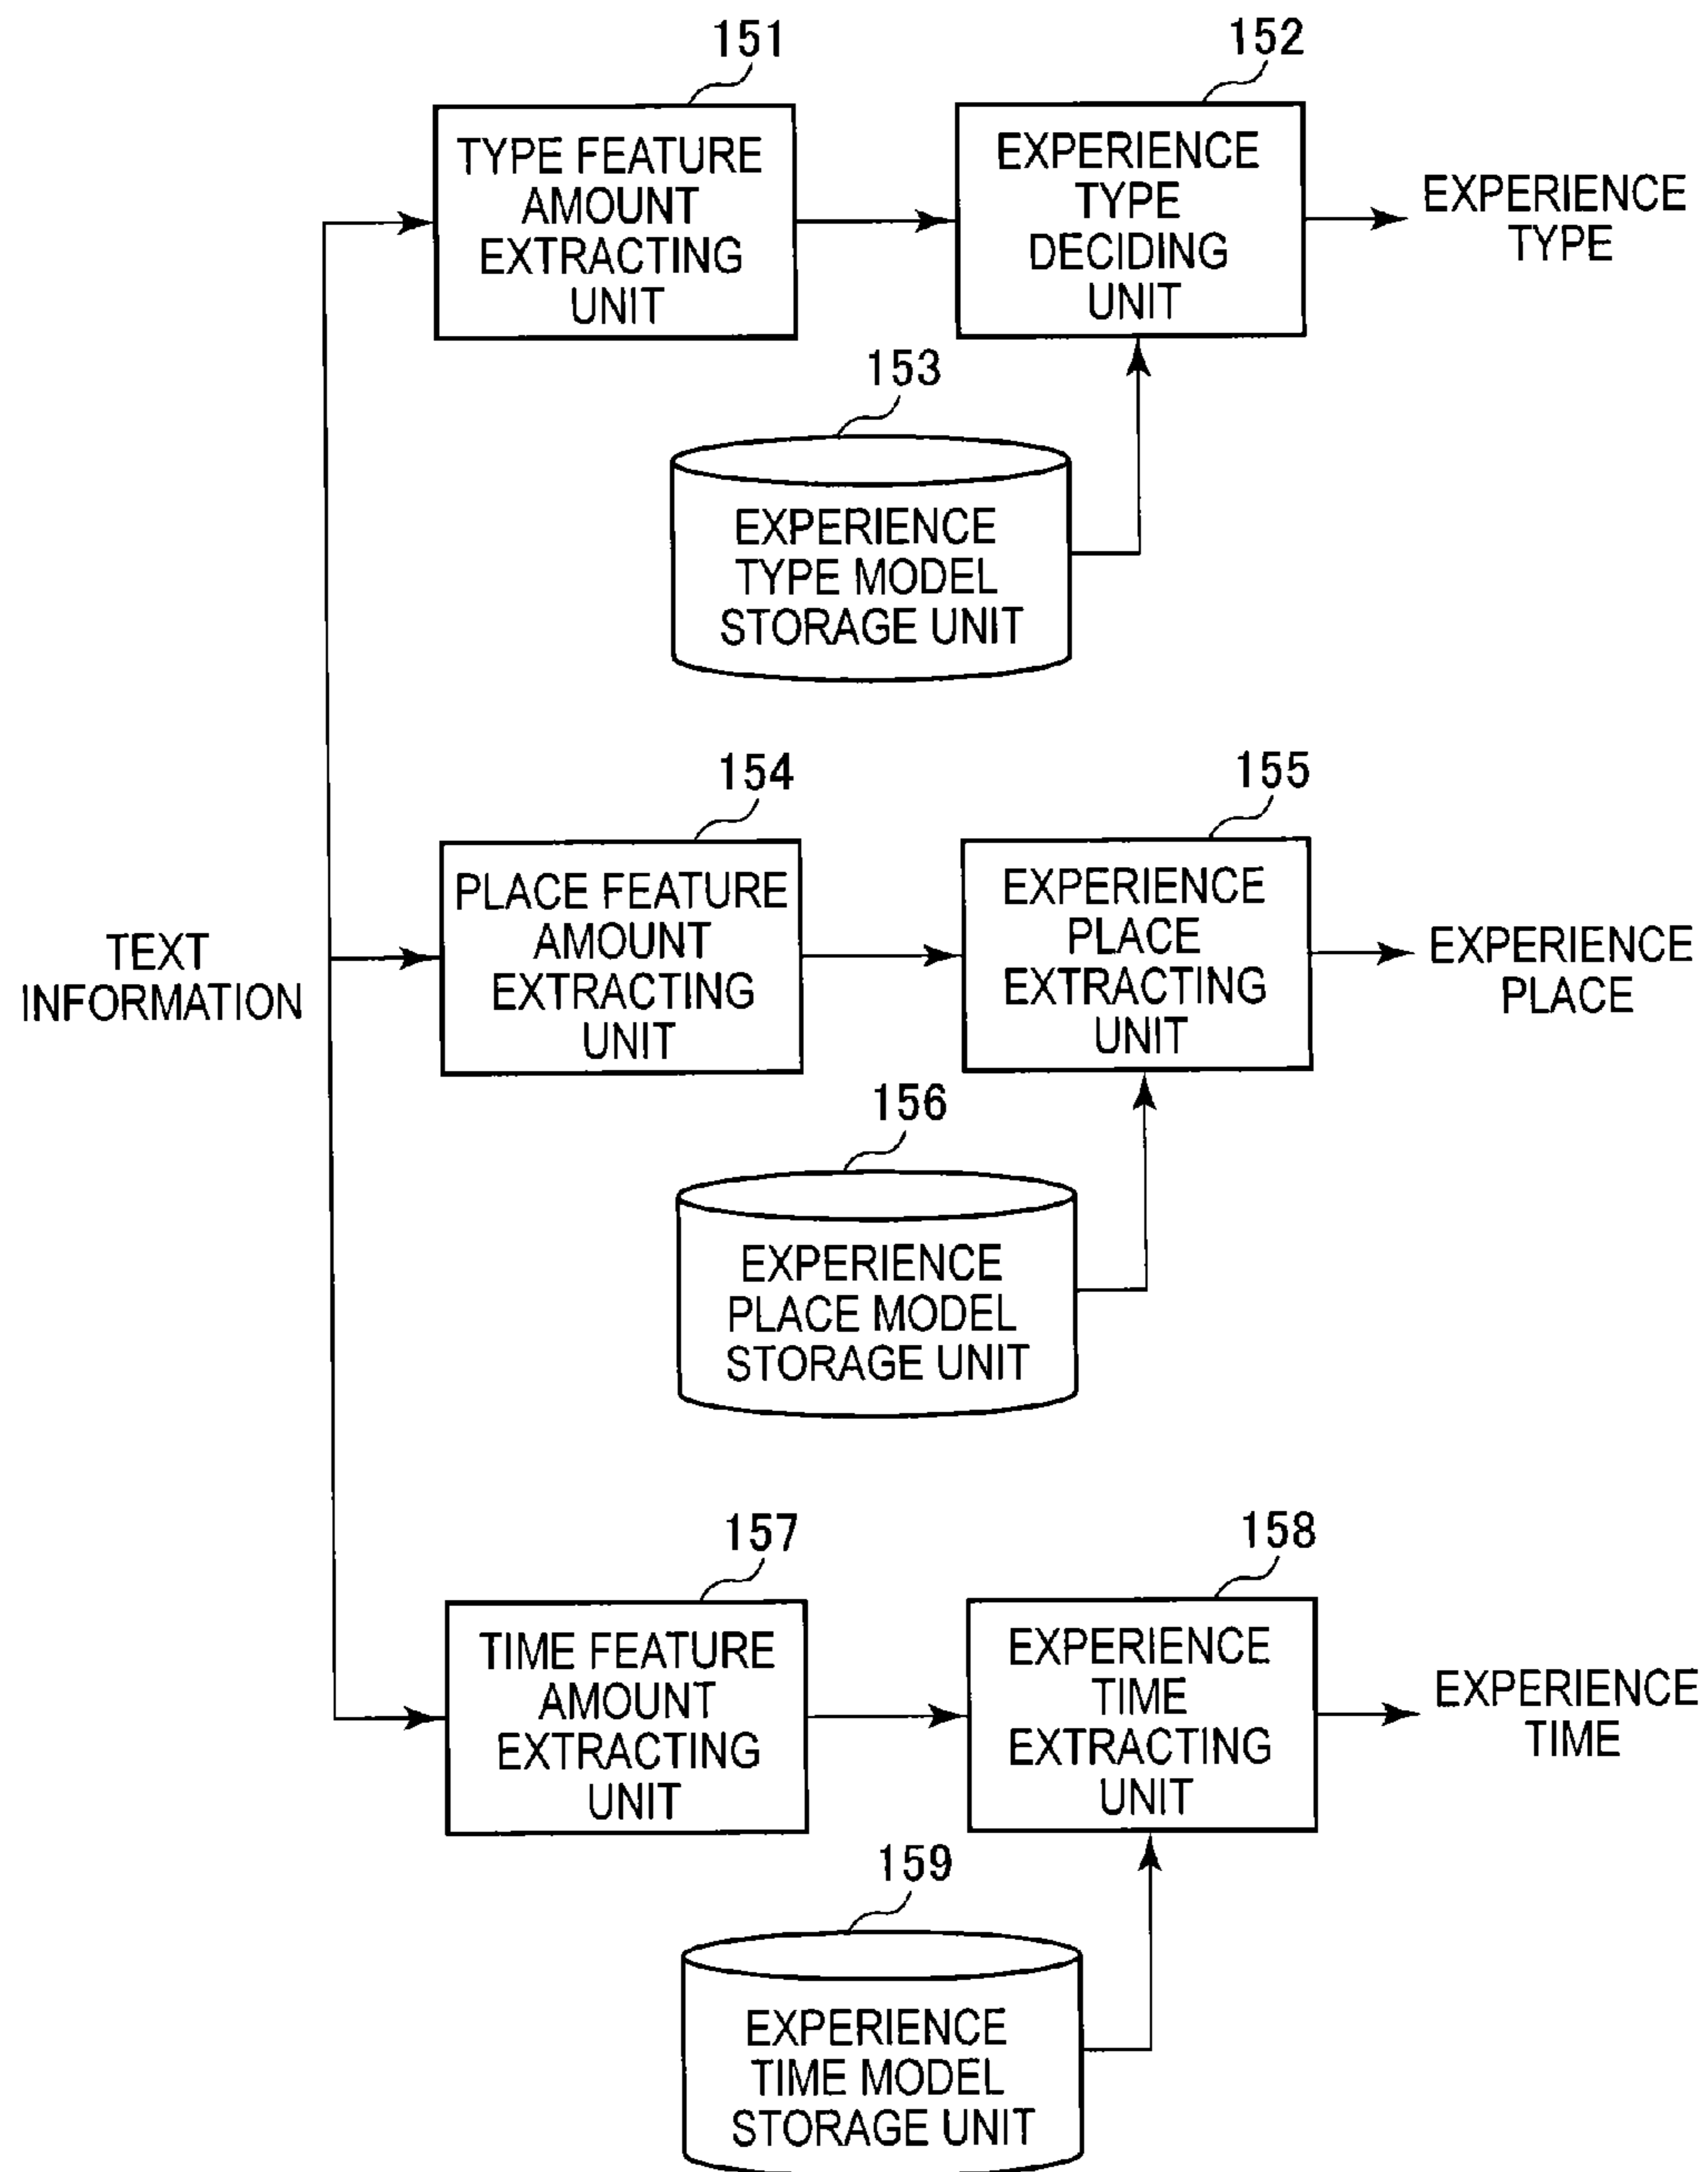 151
152
TYPE FEATURE
AMOUNT
EXTRACTING
UNIT
EXPERIENCE
TYPE
DECIDING
UNIT
EXPERIENCE
TYPE
153
EXPERIENCE
TYPE MODEL
STORAGE UNIT
154
155
TEXT
INFORMATION
PLACE FEATURE
AMOUNT
EXTRACTING
UNIT
EXPERIENCE
PLACE
EXTRACTING
UNIT
EXPERIENCE
PLACE
156
EXPERIENCE
PLACE MODEL
STORAGE UNIT
157
158
TIME FEATURE
AMOUNT
EXTRACTING
UNIT
EXPERIENCE
TIME
EXTRACTING
UNIT
EXPERIENCE
TIME
159
EXPERIENCE
TIME MODEL
STORAGE UNIT